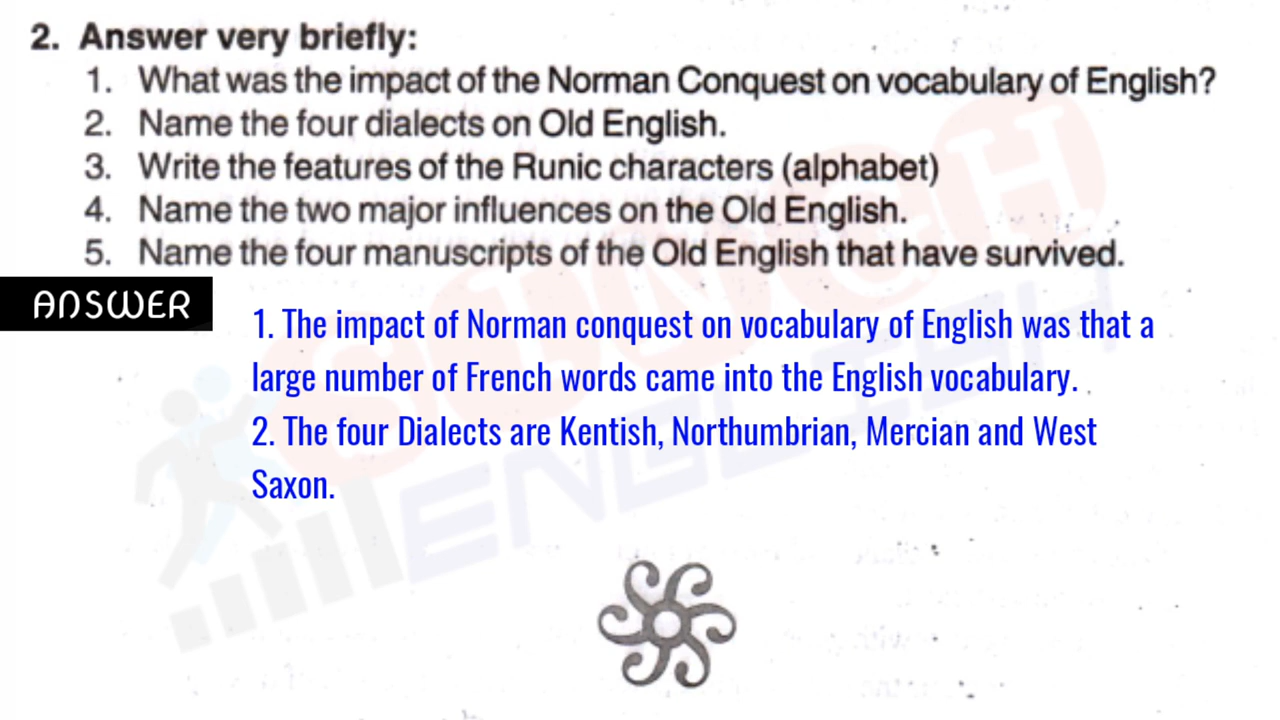 2. Answer very briefly:
1. What was the impact of the Norman Conquest on vocabulary of English?
2. Name the four dialects on Old English.
3. Write the features of the Runic characters (alphabet)
4. Name the two major influences on the Old English.
5. Name the four manuscripts of the Old English that have survived.
ANSWER
1. The impact of Norman conquest on vocabulary of English was that a
large number of French words came into the English vocabulary.
2. The four Dialects are Kentish, Northumbrian, Mercian and West
Saxon.
SINGH
ENGLISH